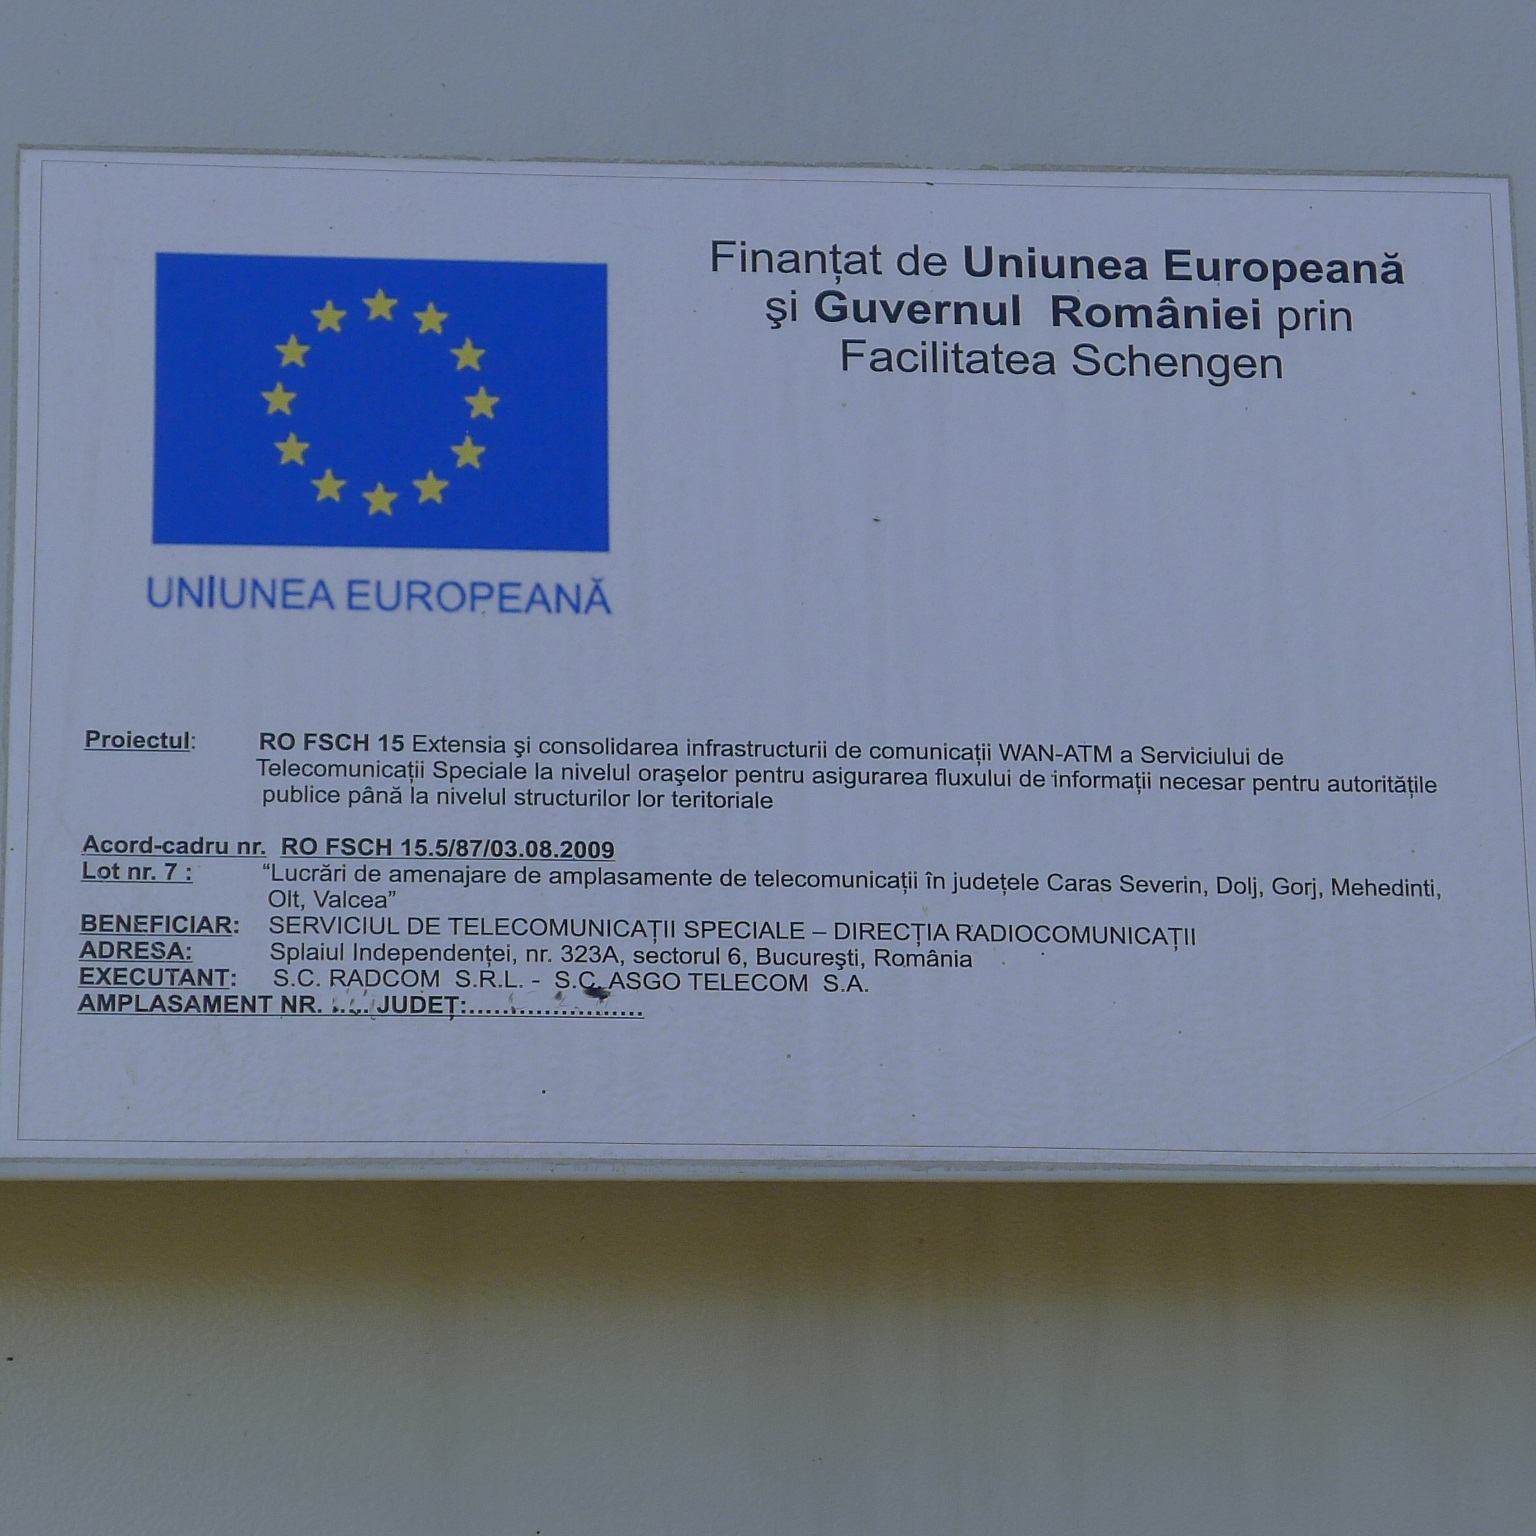 Finanțat de Uniunea Europeană
şi Guvernul României prin
Facilitatea Schengen
UNIUNEA EUROPEANĂ
Proiectul: RO FSCH 15 Extensia şi consolidarea infrastructurii de comunicații WAN-ATM a Serviciului de
Telecomunicații Speciale la nivelul oraşelor pentru asigurarea fluxului de informații necesar pentru autoritățile
publice până la nivelul structurilor lor teritoriale
Acord-cadru nr. RO FSCH 15.5/87/03.08.2009
Lot nr. 7 : “Lucrări de amenajare de amplasamente de telecomunicații în județele Caras Severin, Dolj, Gorj, Mehedinti,
Olt, Valcea”
BENEFICIAR: SERVICIUL DE TELECOMUNICAȚII SPECIALE – DIRECȚIA RADIOCOMUNICAȚII
ADRESA: Splaiul Independenței, nr. 323A, sectorul 6, Bucureşti, România
EXECUTANT: S.C. RADCOM S.R.L. - S.C. ASGO TELECOM S.A.
AMPLASAMENT NR. ...... JUDEȚ:........................